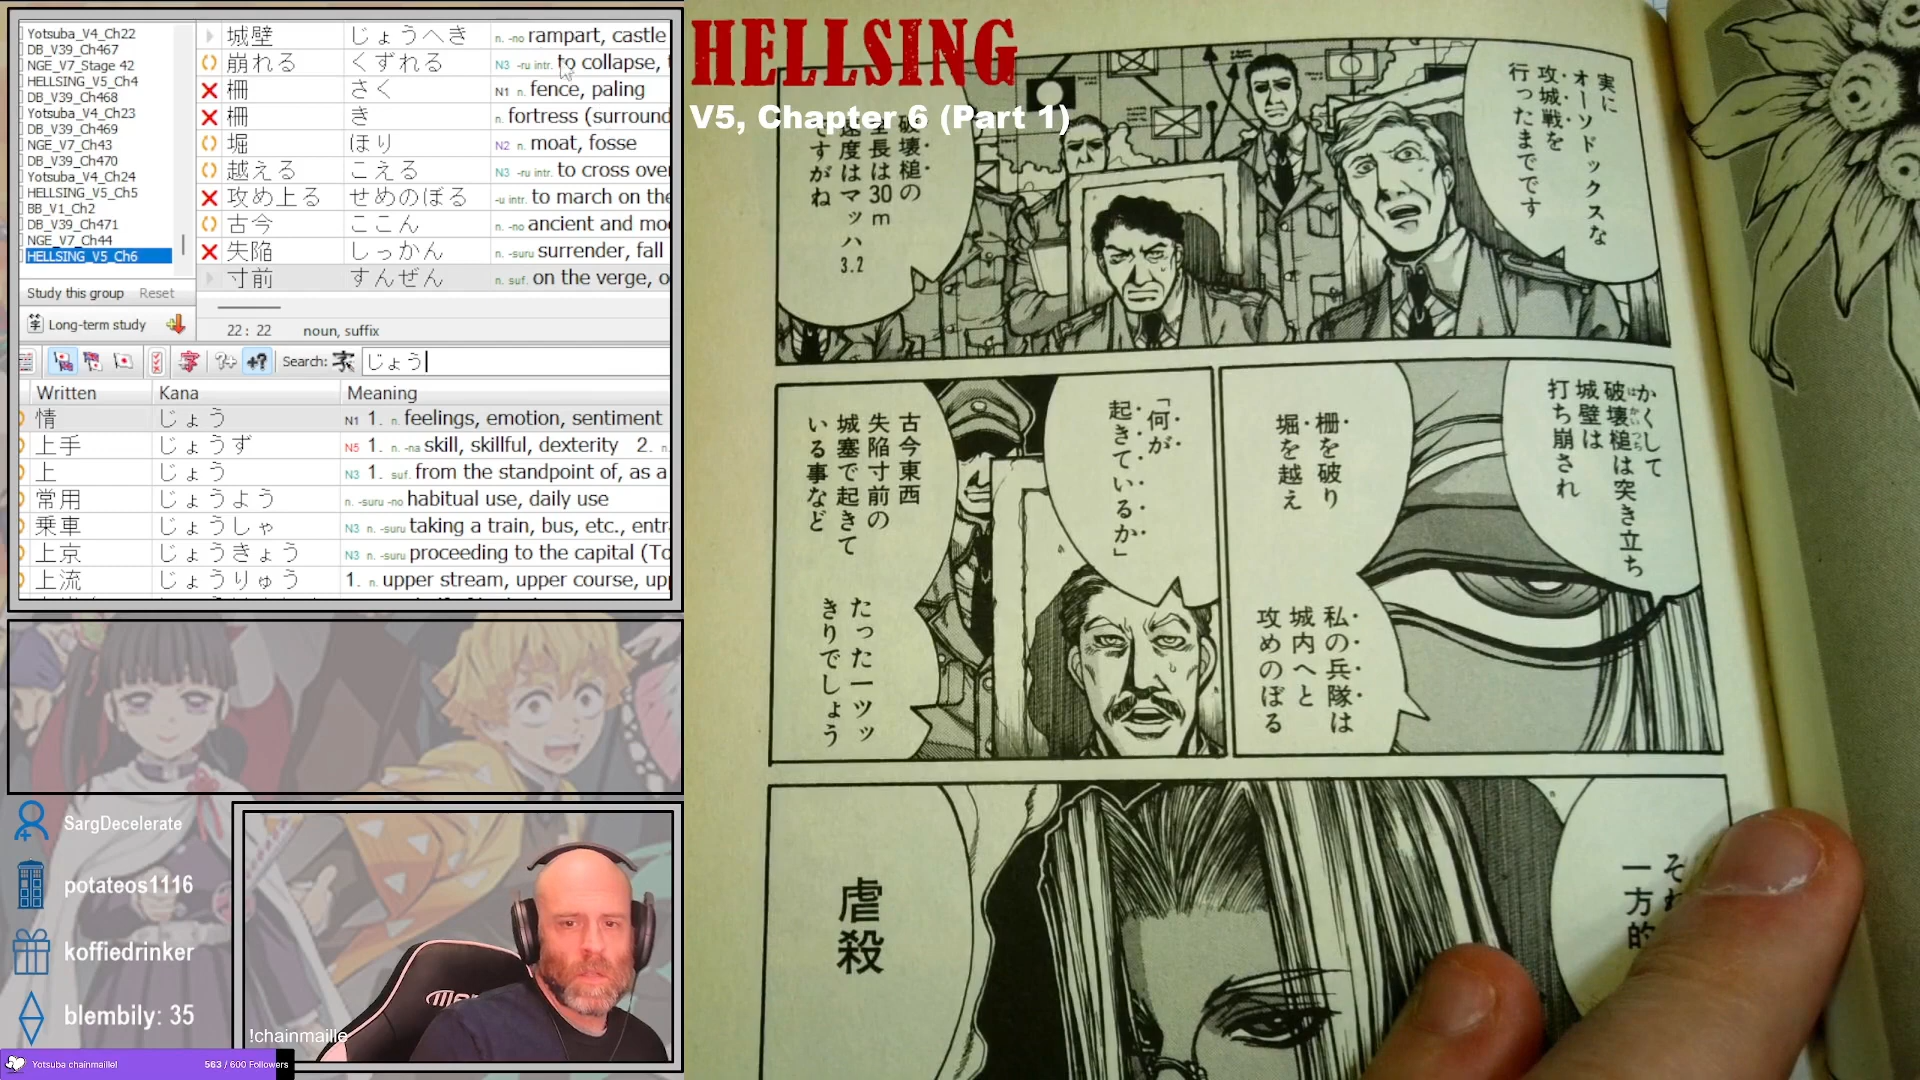 Yotsuba_V4_Ch22
DB_V39_Ch467
NGE_V7_Stage 42
HELLSING_V5_Ch4
DB_V39_Ch468
Yotsuba_V4_Ch23
DB_V39_Ch469
NGE_V7_Ch43
DB_V39_Ch470
Yotsuba_V4_Ch24
HELLSING_V5_Ch5
BB_V1_Ch2
DB_V39_Ch471
NGE_V7_Ch44
HELLSING_V5_Ch6
Study this group Reset
Long-term study
城壁 じょうへき n. -no rampart, castle
崩れる くずれる N3 -ru intr. to collapse,
柵 さく N1 n. fence, paling
柵 き n. fortress (surround
堀 ほり N2 n. moat, fosse
越える こえる N3 -ru intr. to cross over
攻め上る せめのぼる -u intr. to march on the
古今 ここん n. -no ancient and mo
失陥 しっかん n. -suru surrender, fall
寸前 すんぜん n. suf. on the verge, o
22: 22 noun, suffix
Search: じょう
Written Kana Meaning
情 じょう N1 1. n. feelings, emotion, sentiment
上手 じょうず N5 1. n. -na skill, skillful, dexterity 2.
上 じょう N3 1. suf. from the standpoint of, as a
常用 じょうよう n. -suru -no habitual use, daily use
乗車 じょうしゃ N3 n. -suru taking a train, bus, etc., entr
上京 じょうきょう N3 n. -suru proceeding to the capital (To
上流 じょうりゅう 1. n. upper stream, upper course, upp
SargDecelerate
potateos1116
koffiedrinker
blembily: 35
!chainmaille
Yotsuba chainmaille!
563 / 600 Followers
HELLSING
V5, Chapter 6 (Part 1)
実に
オーソドックスな
攻城戦を
行ったまでです
破壊槌の
全長は30m
速度はマッハ3.2
ですがね
かくして
破壊槌は突き立ち
はかいつち
城壁は
打ち崩され
柵を破り
堀を越え
私の兵隊は
城内へと
攻めのぼる
「何が
起きているか」
古今東西
失陥寸前の
城塞で起きて
いる事など
たった一ツッ
きりでしょう
一方的
虐殺